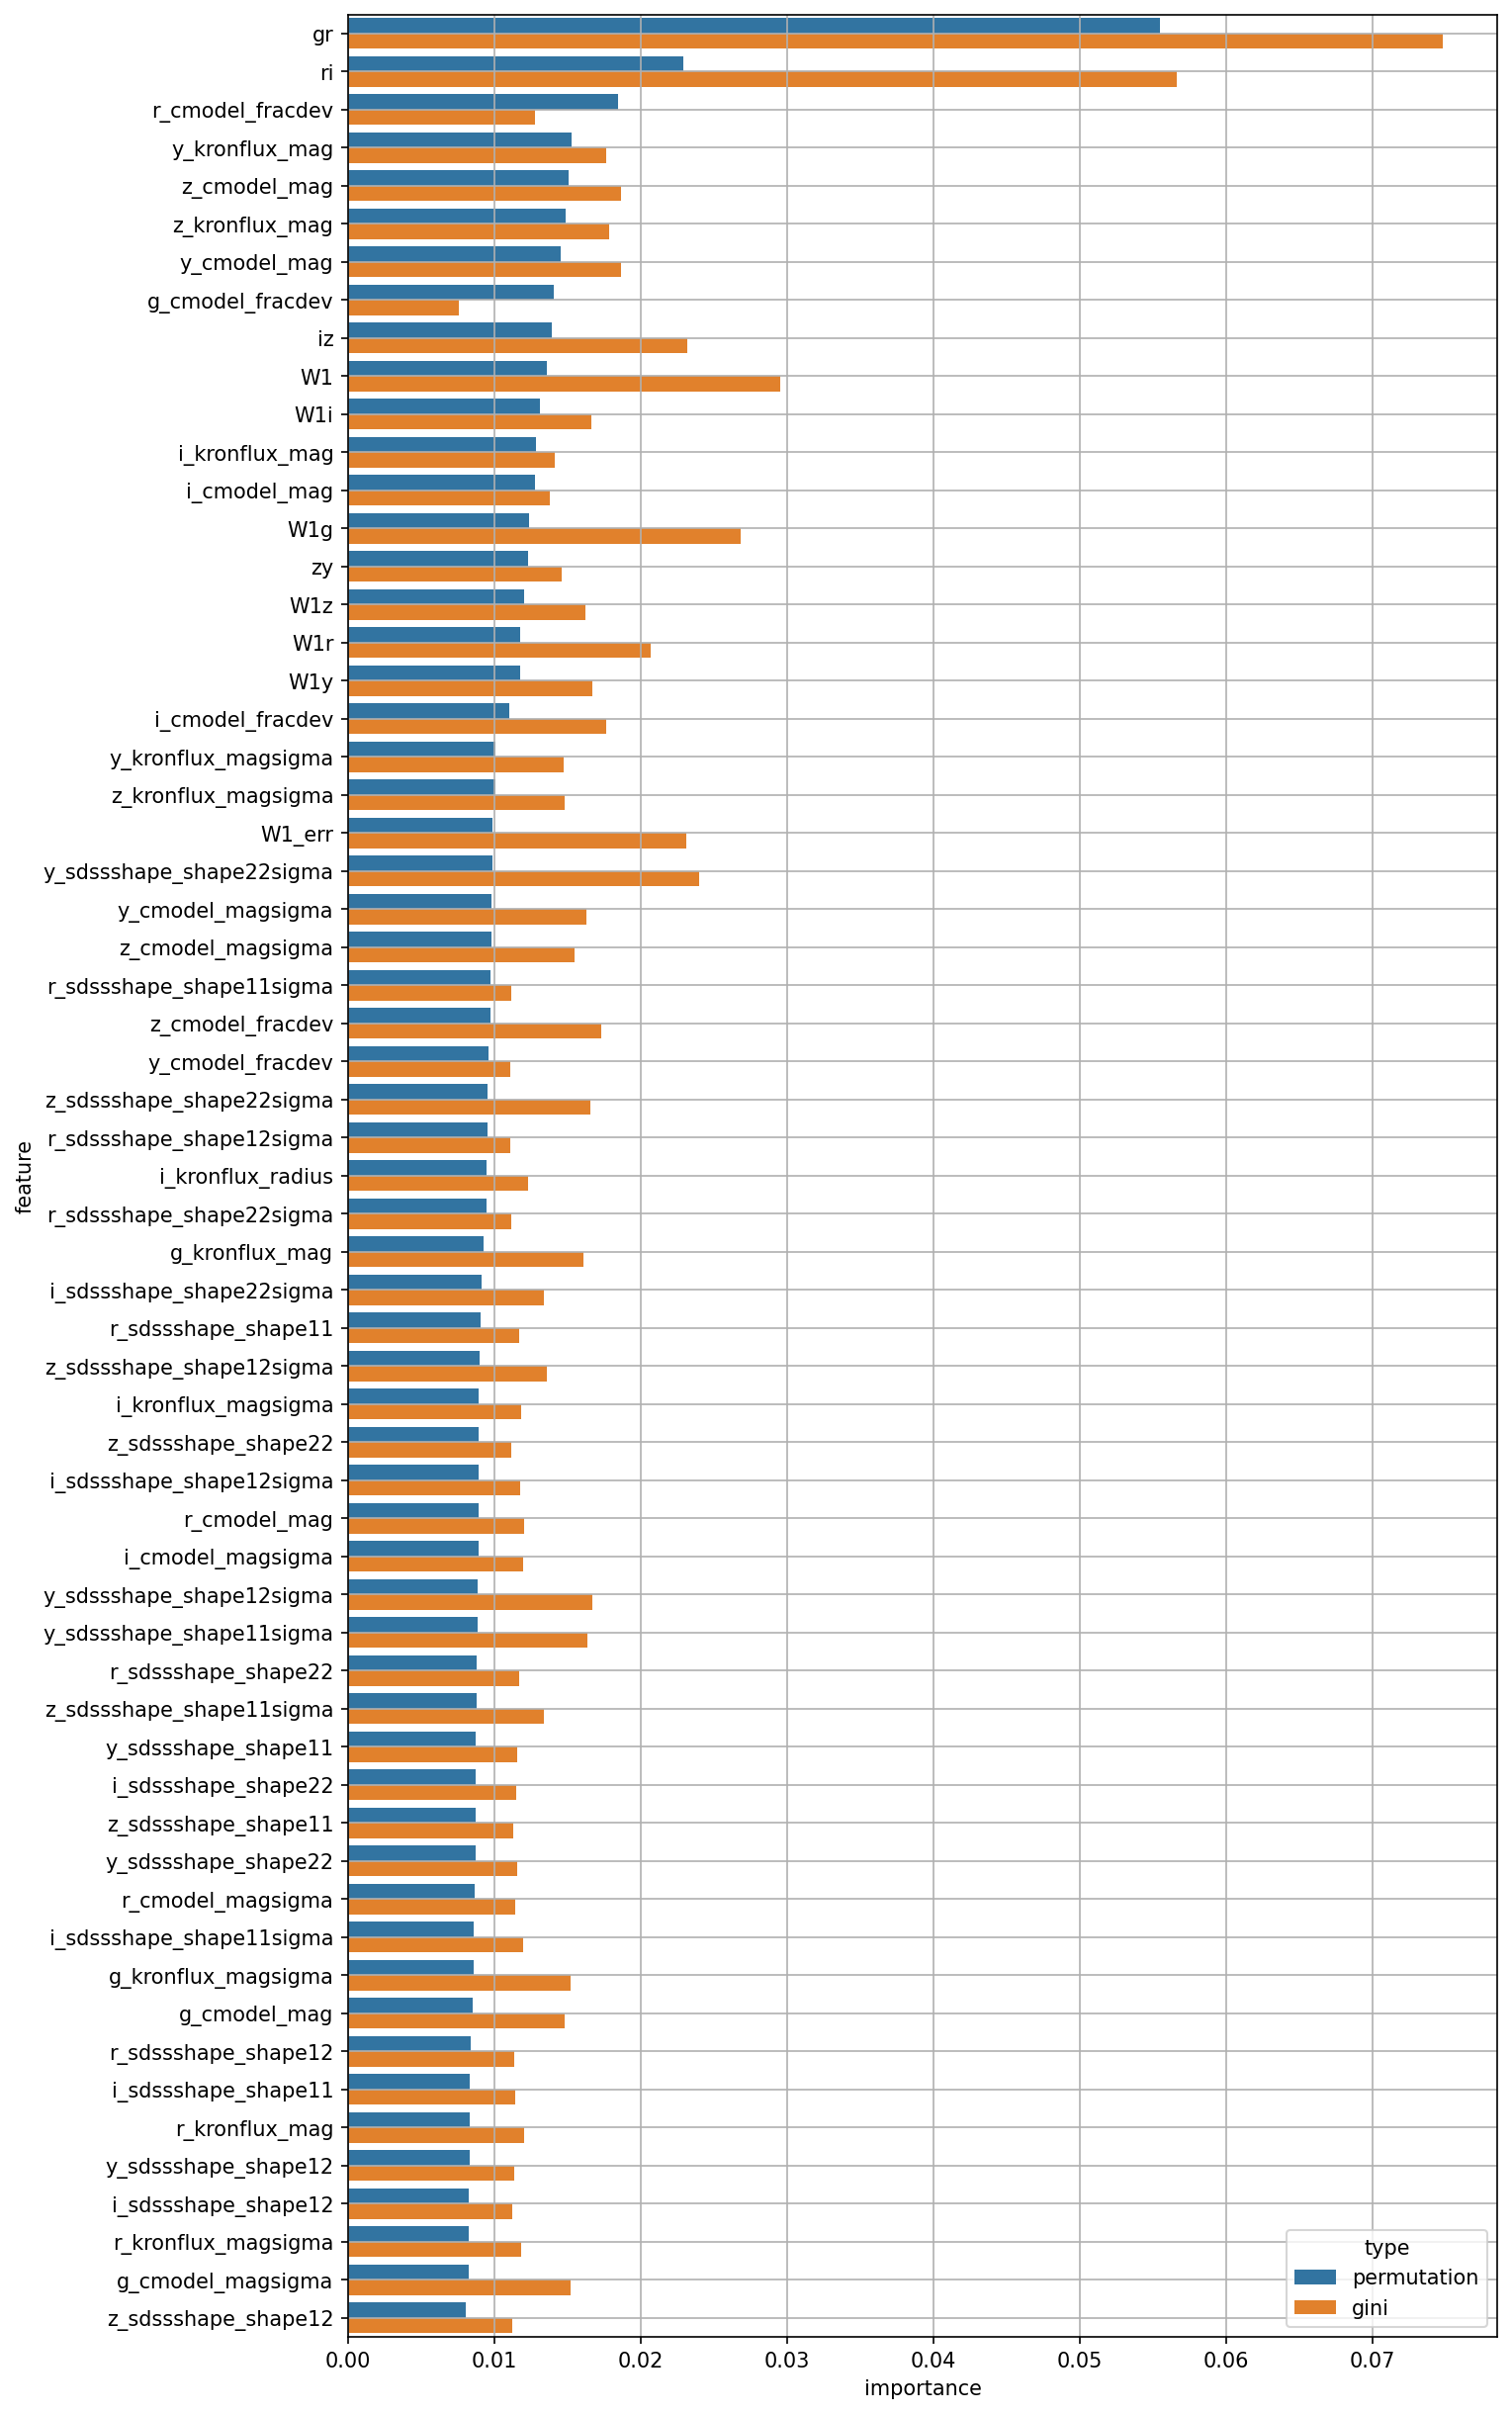 gr
ri
r_cmodel_fracdev
y_kronflux_mag
z_cmodel_mag
z_kronflux_mag
y_cmodel_mag
g_cmodel_fracdev
iz
W1
W1i
i_kronflux_mag
i_cmodel_mag
W1g
zy
W1z
W1r
W1y
i_cmodel_fracdev
y_kronflux_magsigma
z_kronflux_magsigma
W1_err
y_sdssshape_shape22sigma
y_cmodel_magsigma
z_cmodel_magsigma
r_sdssshape_shape11sigma
z_cmodel_fracdev
y_cmodel_fracdev
z_sdssshape_shape22sigma
r_sdssshape_shape12sigma
i_kronflux_radius
r_sdssshape_shape22sigma
g_kronflux_mag
i_sdssshape_shape22sigma
r_sdssshape_shape11
z_sdssshape_shape12sigma
i_kronflux_magsigma
z_sdssshape_shape22
i_sdssshape_shape12sigma
r_cmodel_mag
i_cmodel_magsigma
y_sdssshape_shape12sigma
y_sdssshape_shape11sigma
r_sdssshape_shape22
z_sdssshape_shape11sigma
y_sdssshape_shape11
i_sdssshape_shape22
z_sdssshape_shape11
y_sdssshape_shape22
r_cmodel_magsigma
i_sdssshape_shape11sigma
g_kronflux_magsigma
g_cmodel_mag
r_sdssshape_shape12
i_sdssshape_shape11
r_kronflux_mag
y_sdssshape_shape12
i_sdssshape_shape12
r_kronflux_magsigma
g_cmodel_magsigma
z_sdssshape_shape12
feature
type
permutation
gini
0.00 0.01 0.02 0.03 0.04 0.05 0.06 0.07
importance